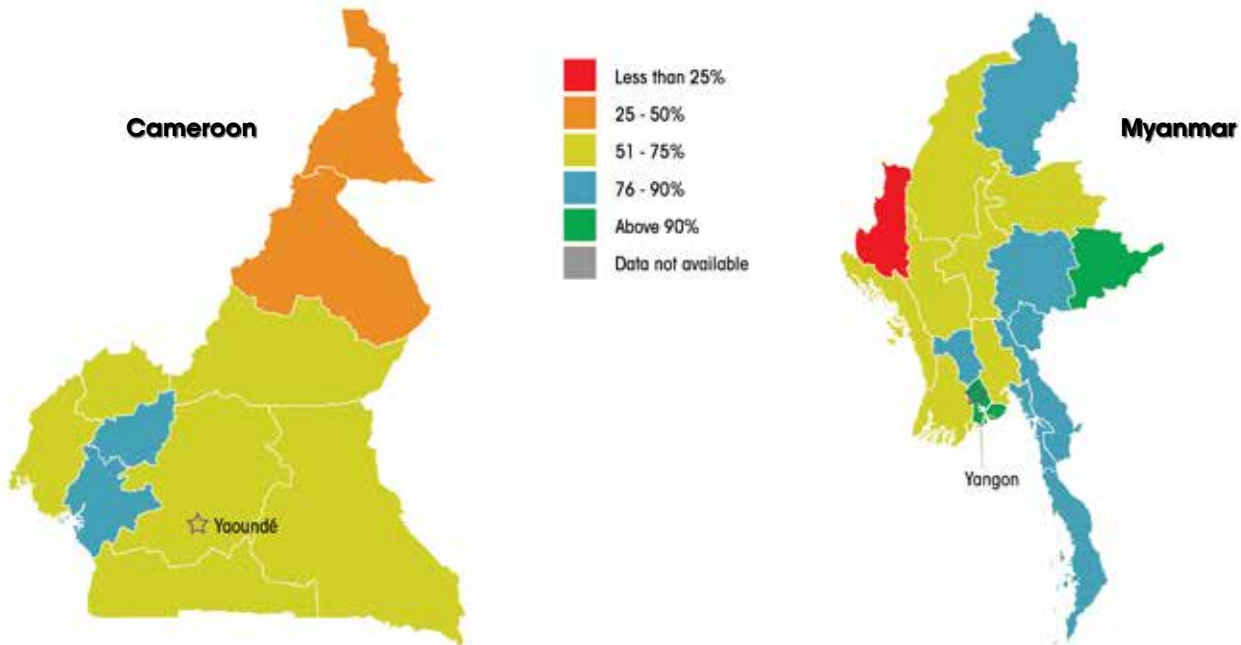 Cameroon
Less than 25%
25 - 50%
51 - 75%
76 - 90%
Above 90%
Data not available
Myanmar
Yangon
Yaoundé